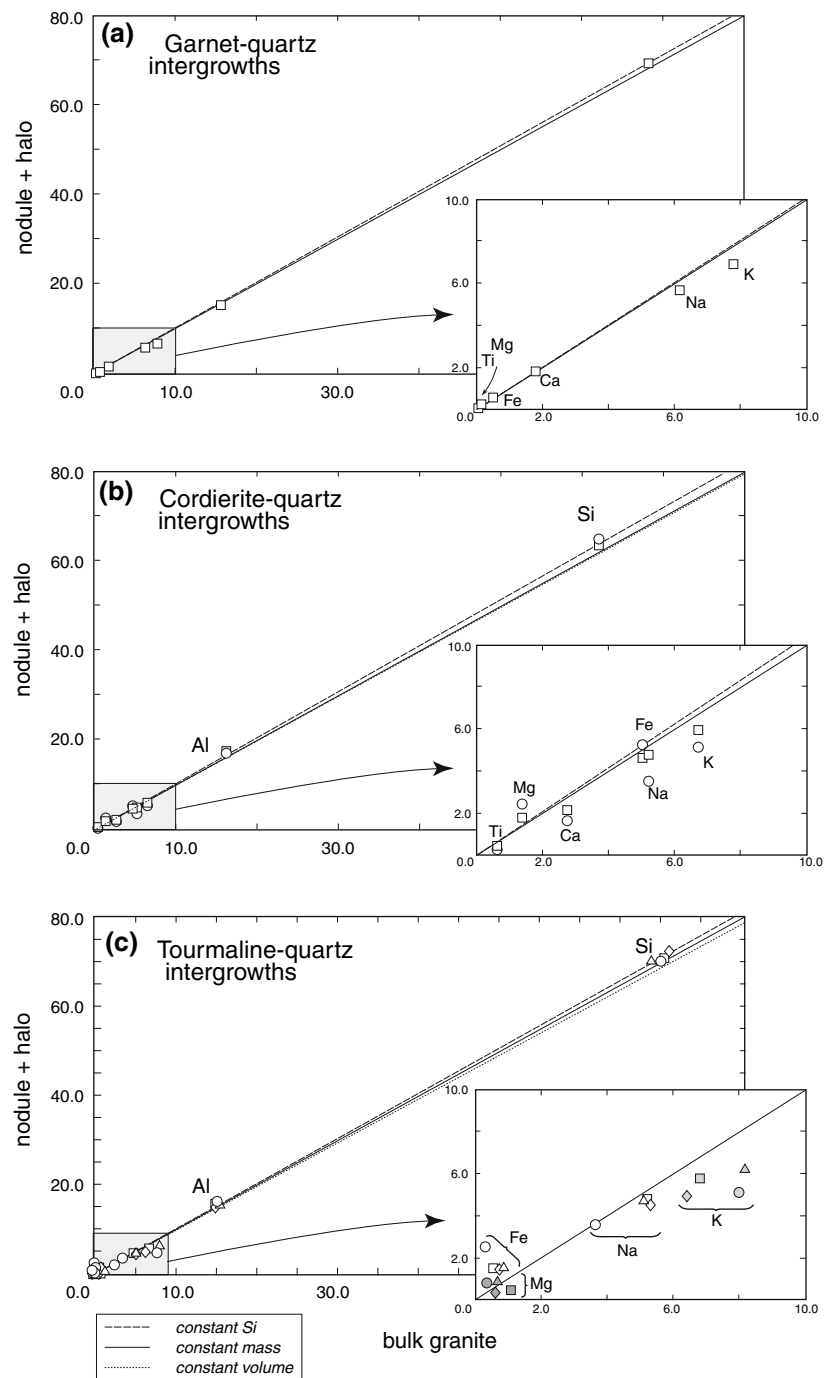 (a)
Garnet-quartz
intergrowths
80.0
60.0
40.0
20.0
0.0
10.0
30.0
nodule + halo
10.0
6.0
2.0
0.0
2.0
6.0
10.0
Ti
Mg
Fe
Ca
Na
K
(b)
Cordierite-quartz
intergrowths
80.0
60.0
40.0
20.0
0.0
10.0
30.0
nodule + halo
Si
Al
10.0
6.0
2.0
0.0
2.0
6.0
10.0
Ti
Mg
Ca
Fe
Na
K
(c)
Tourmaline-quartz
intergrowths
80.0
60.0
40.0
20.0
0.0
10.0
30.0
nodule + halo
Si
Al
10.0
6.0
2.0
0.0
2.0
6.0
10.0
Fe
Mg
Na
K
bulk granite
constant Si
constant mass
constant volume